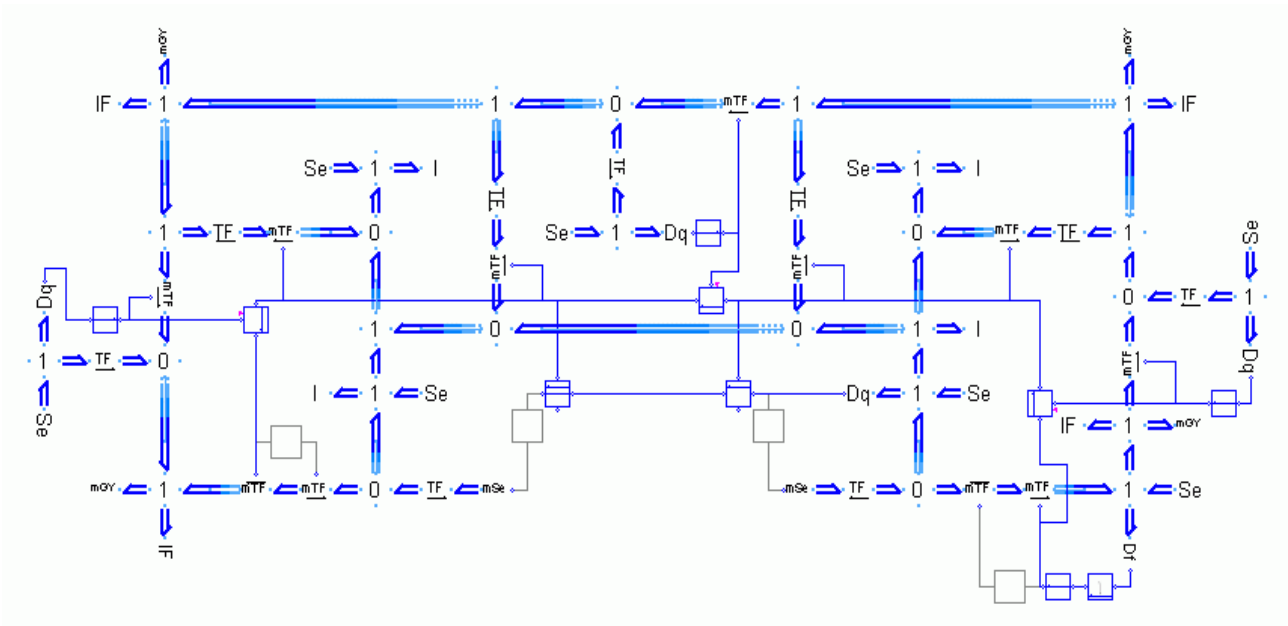 mGY mGY
IF 1 1 0 mTF 1 1 IF
Se 1 I TF Se 1 I
TF TF
1 TF mTF 0 Se 1 Dq 0 mTF TF 1 Se
mTF mTF mTF
Dq 0 TF 1
1 0 0 1 I
1 TF 0 mTF Dq
I 1 Se Dq 1 Se
Se IF 1 mGY
mGY 1 mTF mTF 0 TF mSe mSe TF 0 mTF mTF 1 Se
IF Df